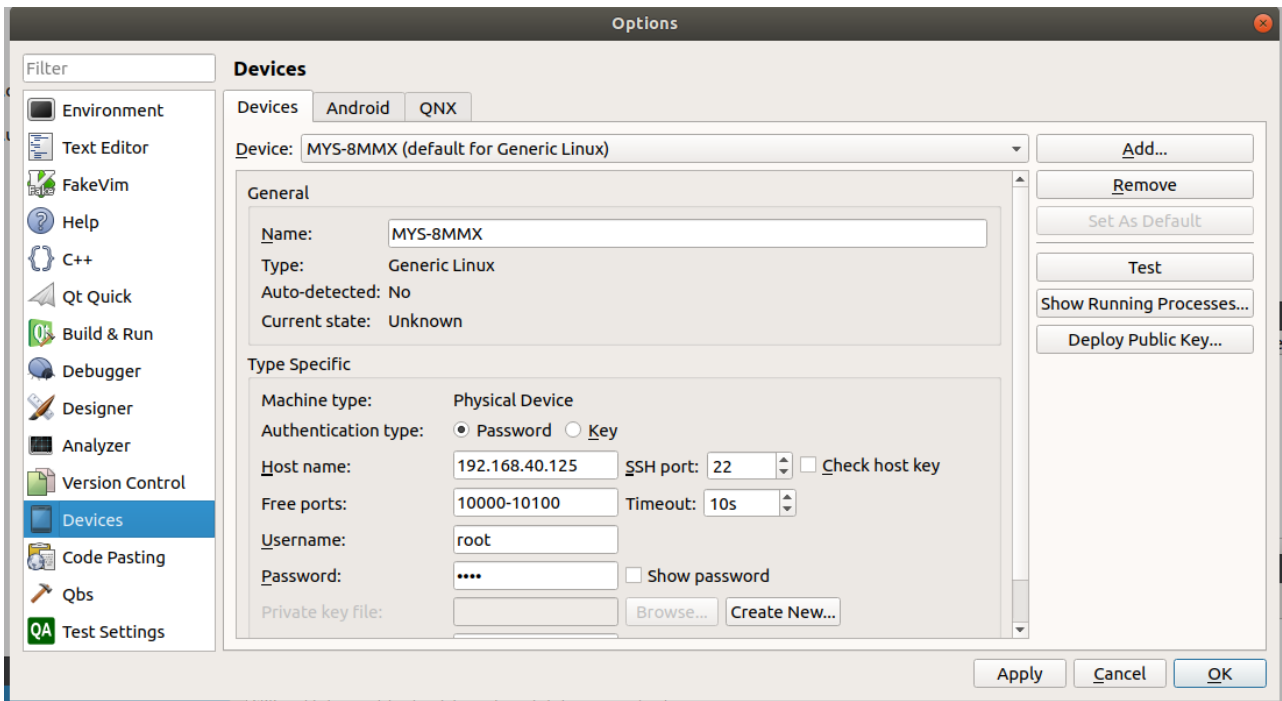 Options
Filter
Environment
Text Editor
FakeVim
Help
C++
Qt Quick
Build & Run
Debugger
Designer
Analyzer
Version Control
Devices
Code Pasting
Qbs
QA Test Settings
Devices
Devices Android QNX
Device: MYS-8MMX (default for Generic Linux)
General
Name: MYS-8MMX
Type: Generic Linux
Auto-detected: No
Current state: Unknown
Type Specific
Machine type: Physical Device
Authentication type: Password Key
Host name: 192.168.40.125 SSH port: 22 Check host key
Free ports: 10000-10100 Timeout: 10s
Username: root
Password: •••• Show password
Private key file: Browse... Create New...
Add...
Remove
Set As Default
Test
Show Running Processes...
Deploy Public Key...
Apply Cancel OK